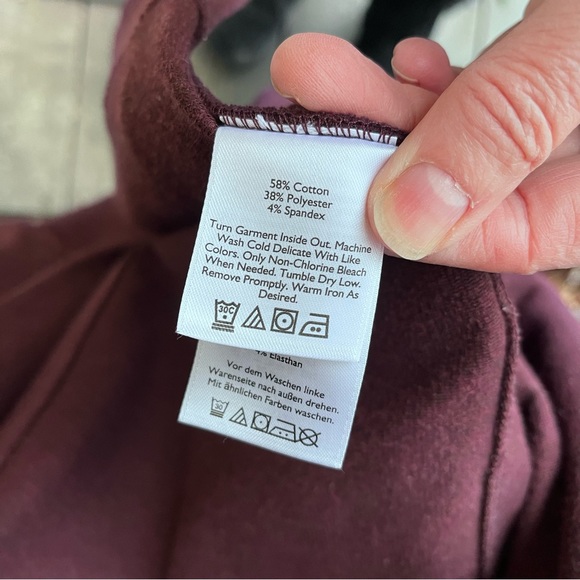 58% Cotton
38% Polyester
4% Spandex
Turn Garment Inside Out. Machine
Wash Cold Delicate With Like
Colors. Only Non-Chlorine Bleach
When Needed. Tumble Dry Low.
Remove Promptly. Warm Iron As
Desired.
30C
4% Elasthan
Vor dem Waschen linke
Warenseite nach außen drehen.
Mit ähnlichen Farben waschen.
30